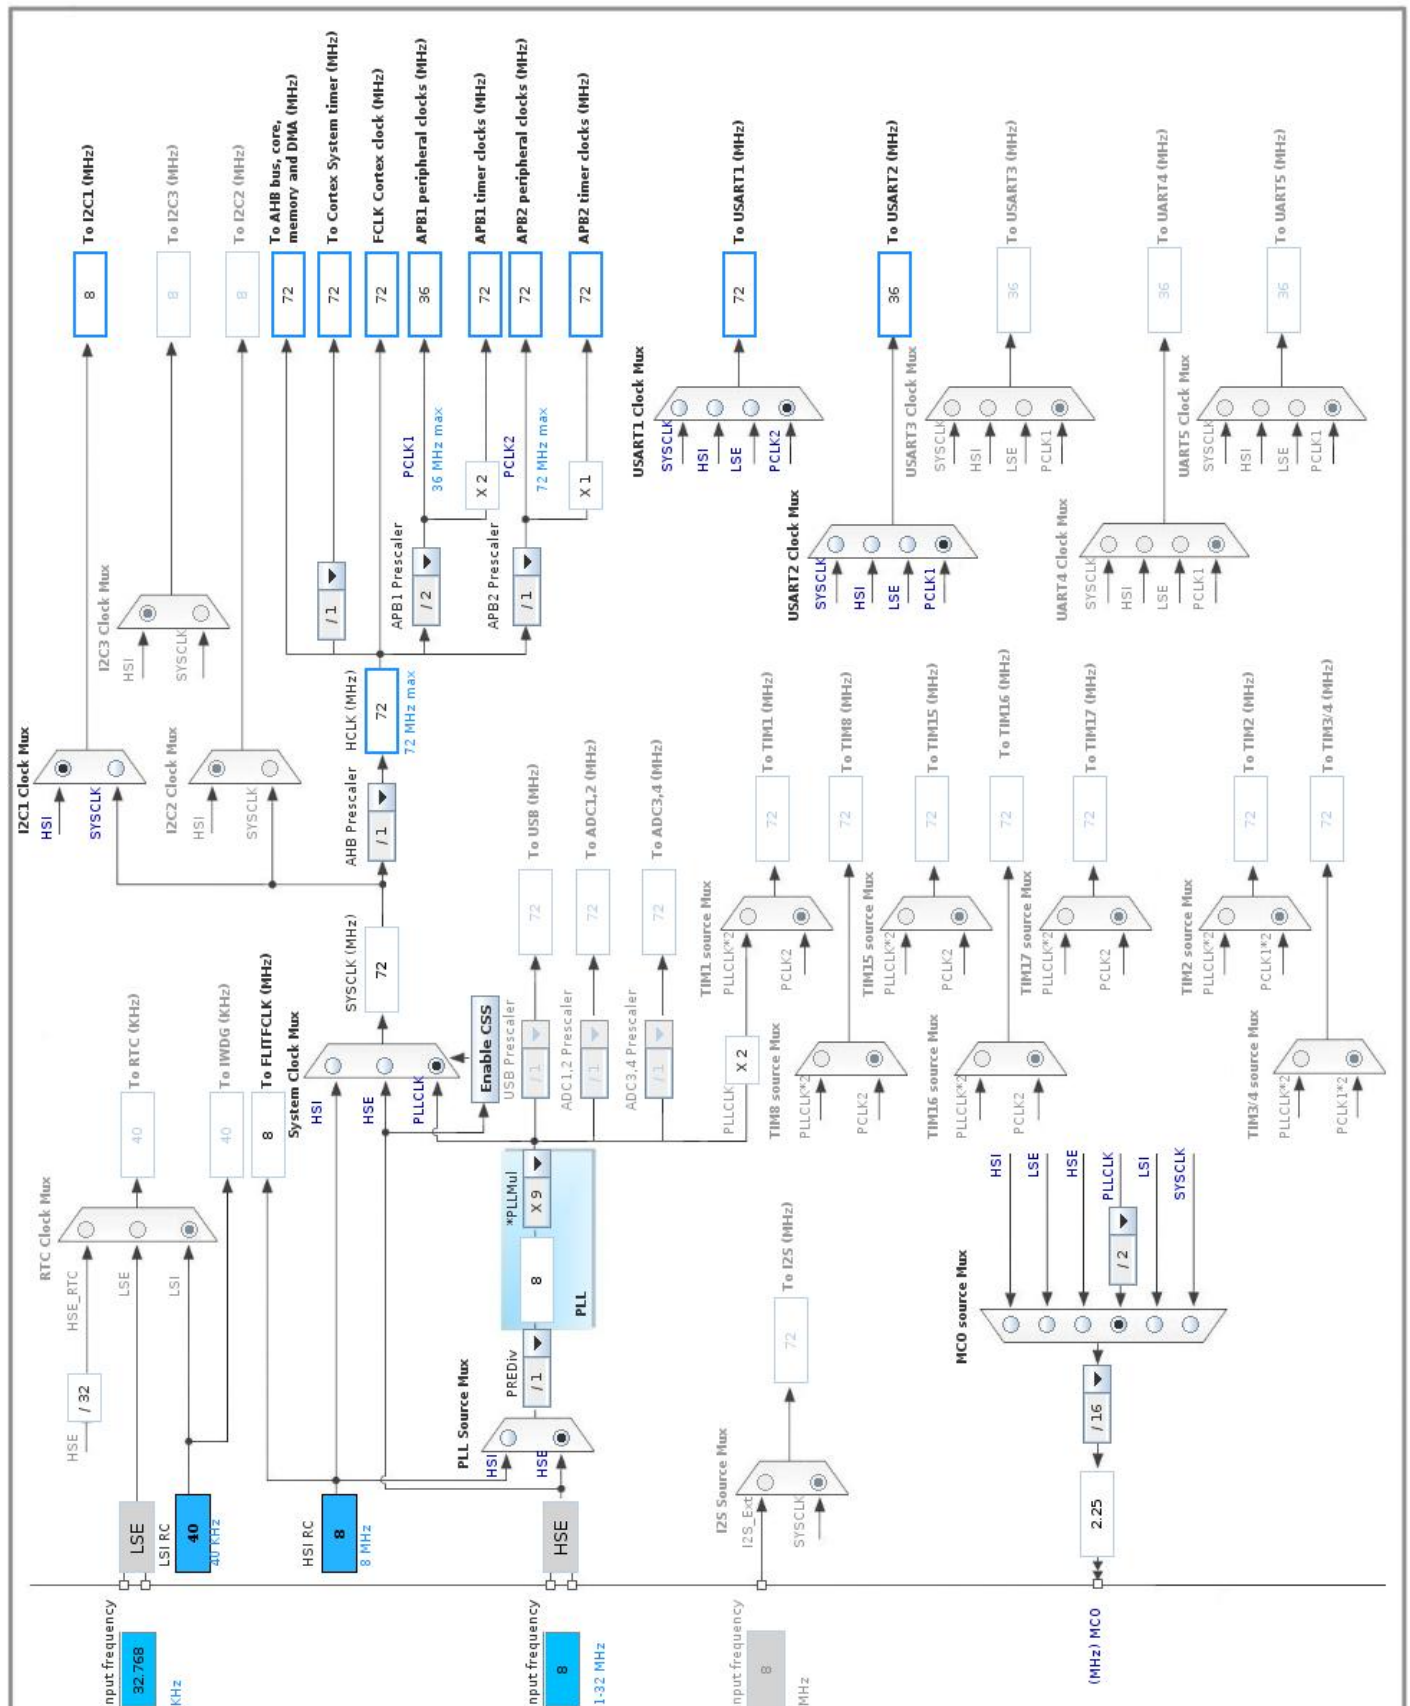 Input frequency
32.768
KHz
LSE
LSI RC
40
40 KHz
HSE
/ 32
HSE_RTC
LSE
LSI
RTC Clock Mux
40
To RTC (KHz)
40
To IWDG (KHz)
8
To FLITFCLK (MHz)
HSI RC
8
8 MHz
Input frequency
8
1-32 MHz
HSE
PLL Source Mux
HSI
HSE
PREDiv
/ 1
8
*PLLMul
X 9
PLL
System Clock Mux
HSI
HSE
PLLCLK
Enable CSS
SYSCLK (MHz)
72
AHB Prescaler
/ 1
HCLK (MHz)
72
72 MHz max
I2C1 Clock Mux
HSI
SYSCLK
8
To I2C1 (MHz)
I2C3 Clock Mux
HSI
SYSCLK
8
To I2C3 (MHz)
I2C2 Clock Mux
HSI
SYSCLK
8
To I2C2 (MHz)
72
To AHB bus, core,
memory and DMA (MHz)
/ 1
72
To Cortex System timer (MHz)
72
FCLK Cortex clock (MHz)
APB1 Prescaler
/ 2
PCLK1
36 MHz max
36
APB1 peripheral clocks (MHz)
X 2
72
APB1 timer clocks (MHz)
APB2 Prescaler
/ 1
PCLK2
72 MHz max
72
APB2 peripheral clocks (MHz)
X 1
72
APB2 timer clocks (MHz)
USB Prescaler
/ 1
72
To USB (MHz)
ADC1,2 Prescaler
/ 1
72
To ADC1,2 (MHz)
ADC3,4 Prescaler
/ 1
72
To ADC3,4 (MHz)
USART1 Clock Mux
SYSCLK
HSI
LSE
PCLK2
72
To USART1 (MHz)
USART2 Clock Mux
SYSCLK
HSI
LSE
PCLK1
36
To USART2 (MHz)
USART3 Clock Mux
SYSCLK
HSI
LSE
PCLK1
36
To USART3 (MHz)
UART4 Clock Mux
SYSCLK
HSI
LSE
PCLK1
36
To UART4 (MHz)
UART5 Clock Mux
SYSCLK
HSI
LSE
PCLK1
36
To UART5 (MHz)
PLLCLK
X 2
TIM1 source Mux
PLLCLK*2
PCLK2
72
To TIM1 (MHz)
TIM8 source Mux
PLLCLK*2
PCLK2
72
To TIM8 (MHz)
TIM15 source Mux
PLLCLK*2
PCLK2
72
To TIM15 (MHz)
TIM16 source Mux
PLLCLK*2
PCLK2
72
To TIM16 (MHz)
TIM17 source Mux
PLLCLK*2
PCLK2
72
To TIM17 (MHz)
TIM2 source Mux
PLLCLK*2
PCLK1*2
72
To TIM2 (MHz)
TIM3/4 source Mux
PLLCLK*2
PCLK1*2
72
To TIM3/4 (MHz)
Input frequency
8
MHz
I2S Source Mux
I2S_Ext
SYSCLK
72
To I2S (MHz)
(MHz) MCO
2.25
/ 16
MCO source Mux
/ 2
HSI
LSE
HSE
PLLCLK
LSI
SYSCLK